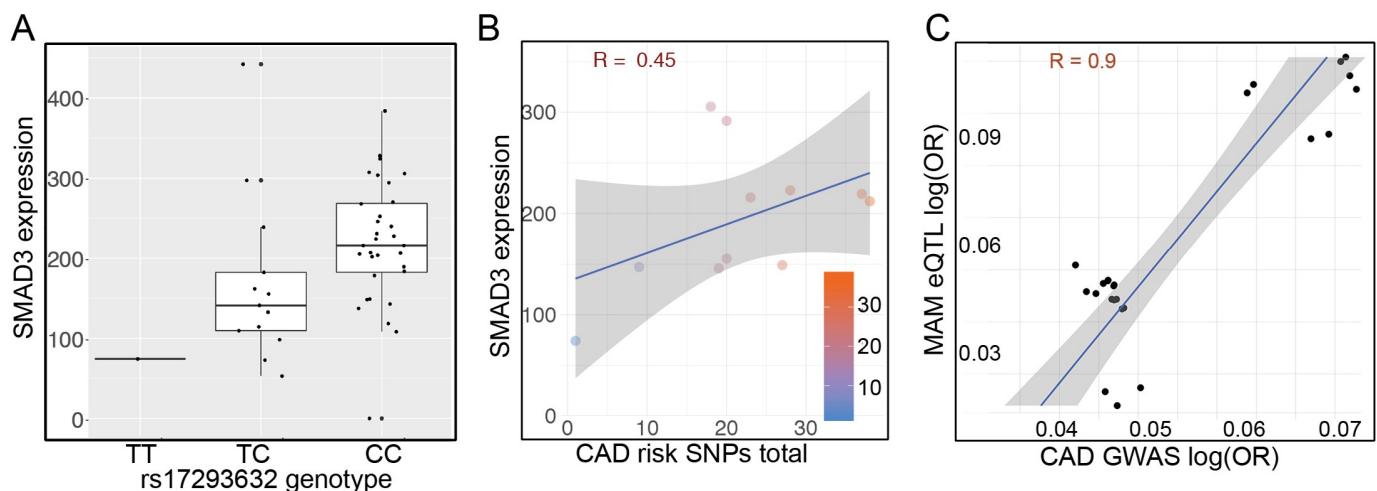 A
SMAD3 expression
400
300
200
100
0
TT TC CC
rs17293632 genotype
B
R = 0.45
SMAD3 expression
300
200
100
0
0 10 20 30
CAD risk SNPs total
30
20
10
C
R = 0.9
MAM eQTL log(OR)
0.09
0.06
0.03
0.04 0.05 0.06 0.07
CAD GWAS log(OR)